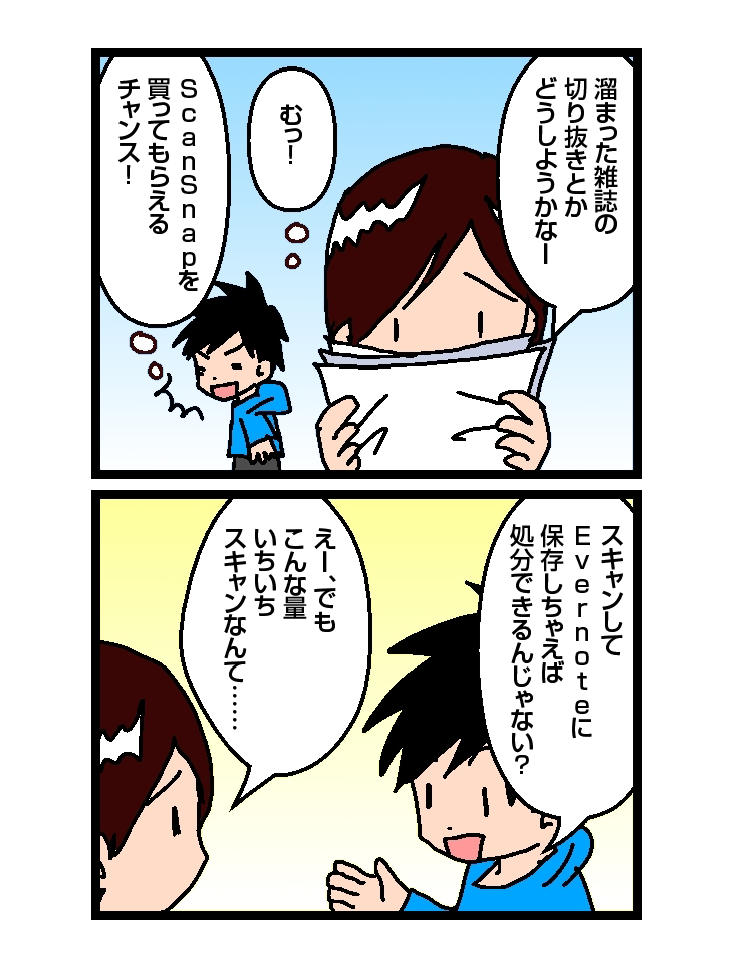 溜まった雑誌の
切り抜きとか
どうしようかなー
むっ!
ScanSnapを
買ってもらえる
チャンス!
スキャンして
Evernoteに
保存しちゃえば
処分できるんじゃない?
えー、でも
こんな量
いちいち
スキャンなんて……